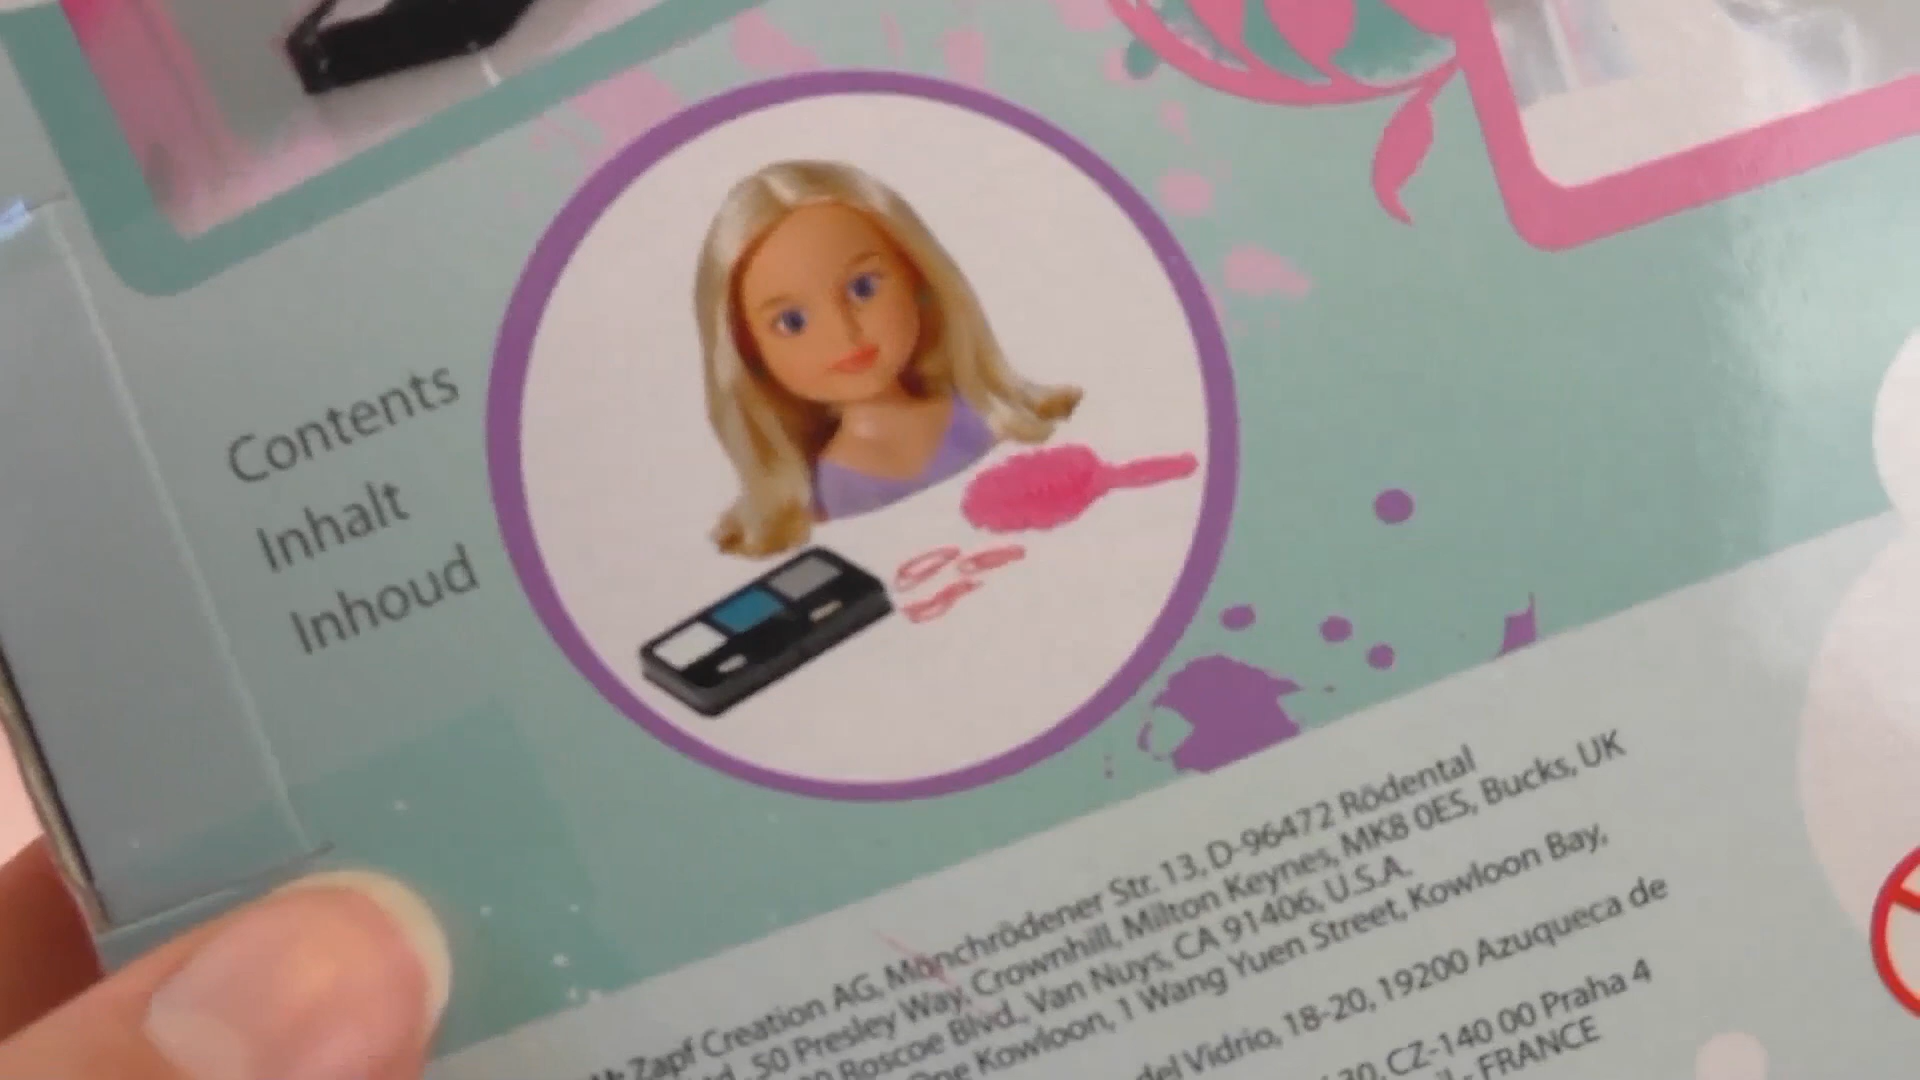 Contents
Inhalt
Inhoud
Zapf Creation AG, Mönchrödener Str. 13, D-96472 Rödental
50 Presley Way, Crownhill, Milton Keynes, MK8 0ES, Bucks, UK
Roscoe Blvd., Van Nuys, CA 91406, U.S.A.
One Kowloon, 1 Wang Yuen Street, Kowloon Bay,
del Vidrio, 18-20, 19200 Azuqueca de
30, CZ-140 00 Praha 4
- FRANCE